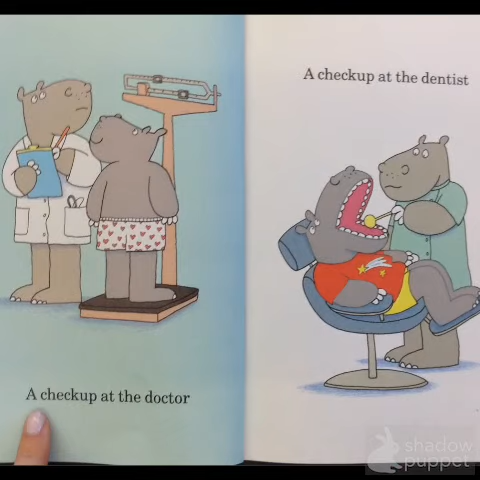 A checkup at the doctor
A checkup at the dentist
shadow
puppet